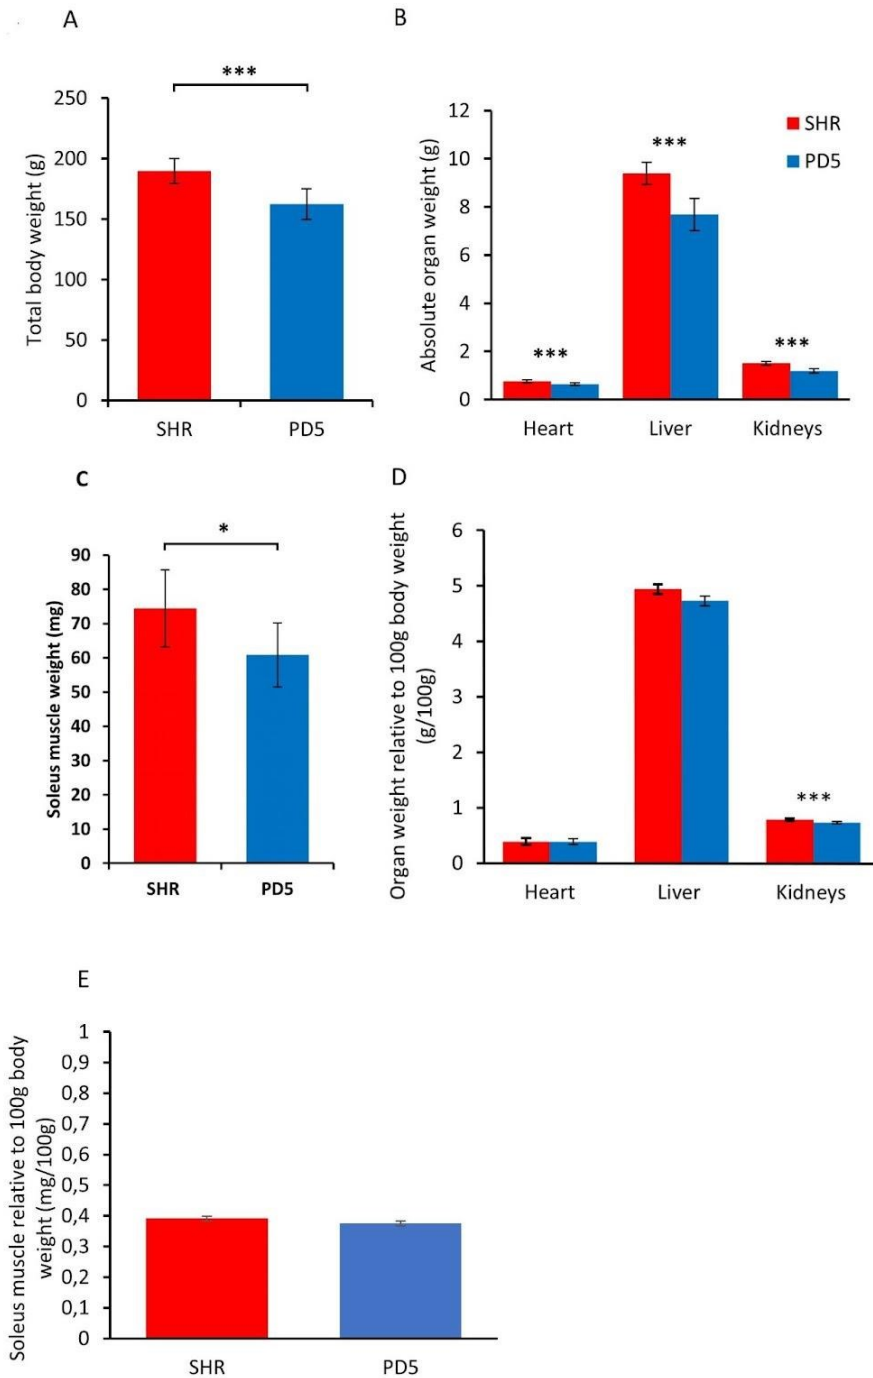 A
***
Total body weight (g)
250
200
150
100
50
0
SHR
PD5
B
Absolute organ weight (g)
12
10
8
6
4
2
0
***
***
***
SHR
PD5
Heart
Liver
Kidneys
C
*
Soleus muscle weight (mg)
90
80
70
60
50
40
30
20
10
0
SHR
PD5
D
Organ weight relative to 100g body weight
(g/100g)
6
5
4
3
2
1
0
***
Heart
Liver
Kidneys
E
Soleus muscle relative to 100g body
weight (mg/100g)
1
0,9
0,8
0,7
0,6
0,5
0,4
0,3
0,2
0,1
0
SHR
PD5